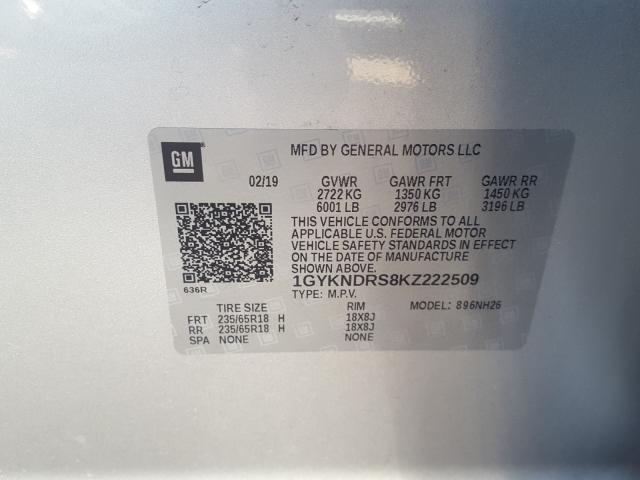 GM
MFD BY GENERAL MOTORS LLC
02/19 GVWR GAWR FRT GAWR RR
2722 KG 1350 KG 1450 KG
6001 LB 2976 LB 3196 LB
THIS VEHICLE CONFORMS TO ALL
APPLICABLE U.S. FEDERAL MOTOR
VEHICLE SAFETY STANDARDS IN EFFECT
ON THE DATE OF MANUFACTURE
SHOWN ABOVE.
636R
1GYKNDRS8KZ222509
TYPE: M.P.V. MODEL: 896NH26
TIRE SIZE RIM
FRT 235/65R18 H 18X8J
RR 235/65R18 H 18X8J
SPA NONE NONE